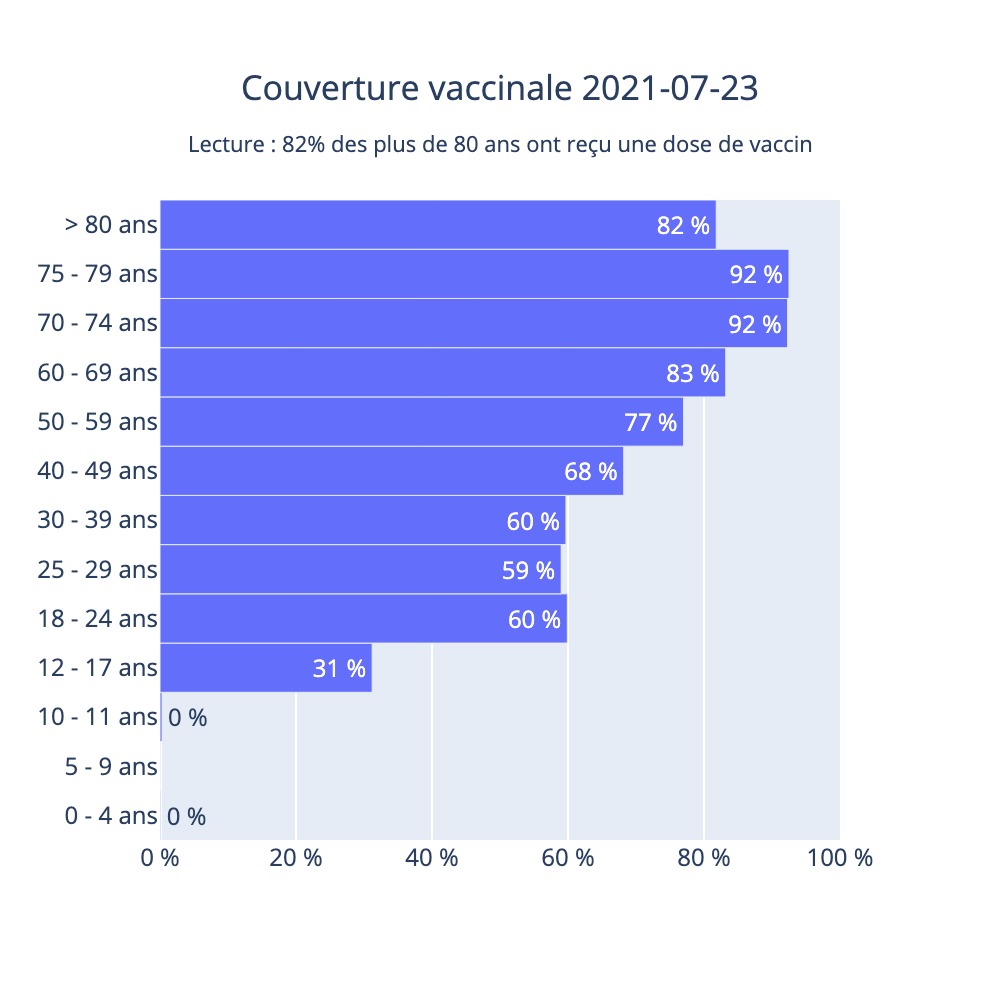 Couverture vaccinale 2021-07-23
Lecture : 82% des plus de 80 ans ont reçu une dose de vaccin
> 80 ans 82 %
75 - 79 ans 92 %
70 - 74 ans 92 %
60 - 69 ans 83 %
50 - 59 ans 77 %
40 - 49 ans 68 %
30 - 39 ans 60 %
25 - 29 ans 59 %
18 - 24 ans 60 %
12 - 17 ans 31 %
10 - 11 ans 0 %
5 - 9 ans
0 - 4 ans 0 %
0 % 20 % 40 % 60 % 80 % 100 %